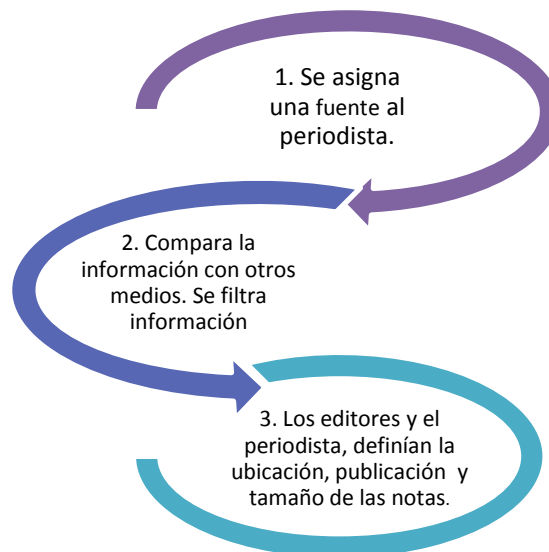 1. Se asigna
una fuente al
periodista.
2. Compara la
información con otros
medios. Se filtra
información
3. Los editores y el
periodista, definían la
ubicación, publicación y
tamaño de las notas.